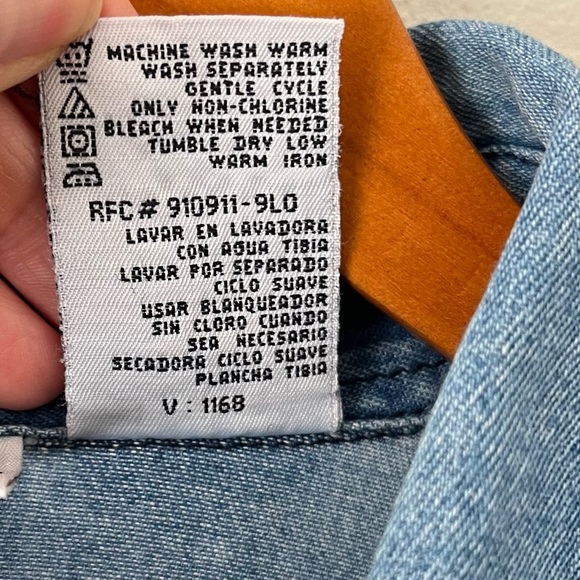 MACHINE WASH WARM
WASH SEPARATELY
GENTLE CYCLE
ONLY NON-CHLORINE
BLEACH WHEN NEEDED
TUMBLE DRY LOW
WARM IRON
RFC# 910911-9L0
LAVAR EN LAVADORA
CON AGUA TIBIA
LAVAR POR SEPARADO
CICLO SUAVE
USAR BLANQUEADOR
SIN CLORO CUANDO
SEA NECESARIO
SECADORA CICLO SUAVE
PLANCHA TIBIA
V : 1168